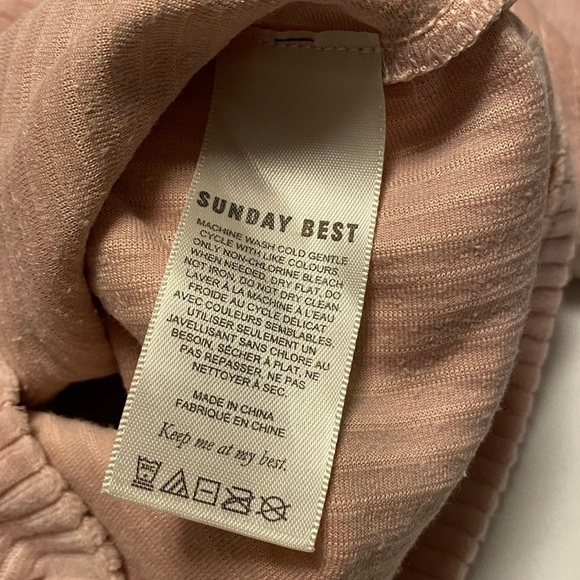 SUNDAY BEST
MACHINE WASH COLD GENTLE
CYCLE WITH LIKE COLOURS,
ONLY NON-CHLORINE BLEACH
WHEN NEEDED, DRY FLAT, DO
NOT IRON, DO NOT DRY CLEAN.
LAVER À LA MACHINE À L'EAU
FROIDE AU CYCLE DÉLICAT
AVEC COULEURS SEMBLABLES,
UTILISER SEULEMENT UN
JAVELLISANT SANS CHLORE AU
BESOIN, SÉCHER À PLAT, NE
PAS REPASSER, NE PAS
NETTOYER À SEC.
MADE IN CHINA
FABRIQUÉ EN CHINE
Keep me at my best.
30C